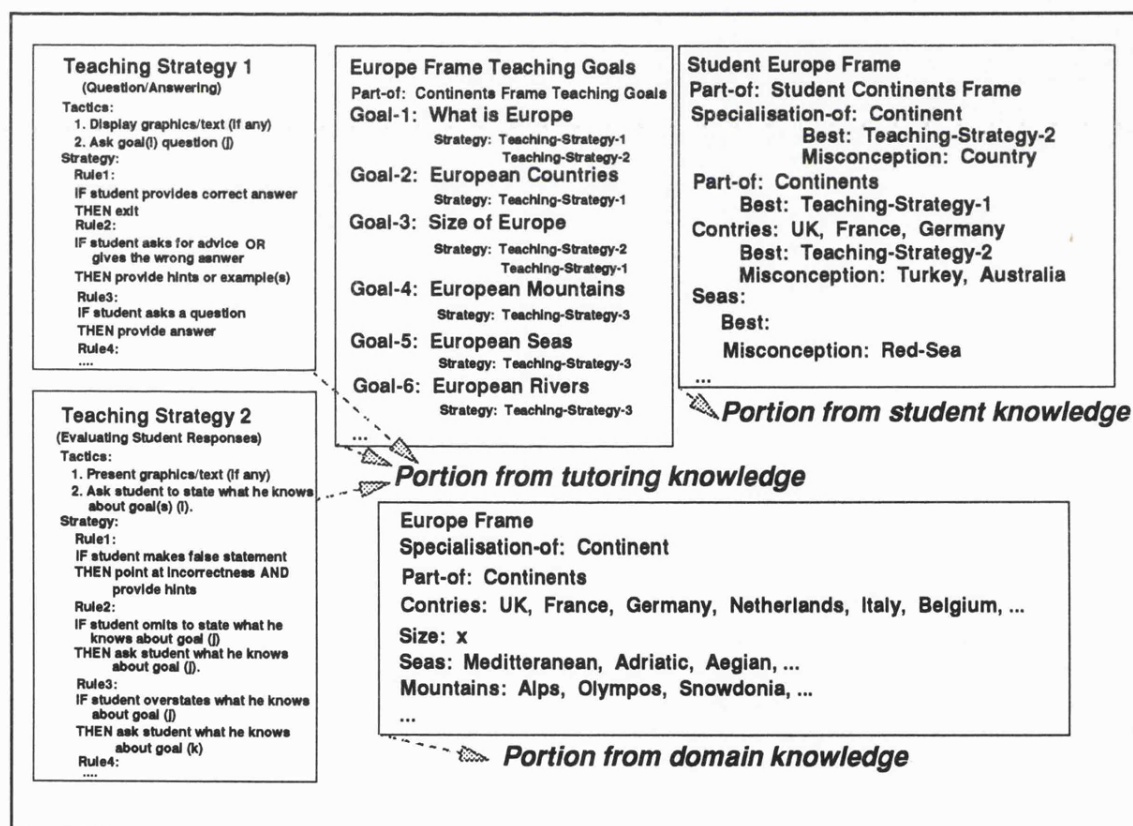 Teaching Strategy 1
(Question/Answering)
Tactics:
1. Display graphics/text (if any)
2. Ask goal(i) question (j)
Strategy:
Rule1:
IF student provides correct answer
THEN exit
Rule2:
IF student asks for advice OR
gives the wrong asnwer
THEN provide hints or example(s)
Rule3:
IF student asks a question
THEN provide answer
Rule4:
....
Teaching Strategy 2
(Evaluating Student Responses)
Tactics:
1. Present graphics/text (if any)
2. Ask student to state what he knows
about goal(s) (i).
Strategy:
Rule1:
IF student makes false statement
THEN point at incorrectness AND
provide hints
Rule2:
IF student omits to state what he
knows about goal (j)
THEN ask student what he knows
about goal (j).
Rule3:
IF student overstates what he knows
about goal (j)
THEN ask student what he knows
about goal (k)
Rule4:
....
Europe Frame Teaching Goals
Part-of: Continents Frame Teaching Goals
Goal-1: What is Europe
Strategy: Teaching-Strategy-1
Teaching-Strategy-2
Goal-2: European Countries
Strategy: Teaching-Strategy-1
Goal-3: Size of Europe
Strategy: Teaching-Strategy-2
Teaching-Strategy-1
Goal-4: European Mountains
Strategy: Teaching-Strategy-3
Goal-5: European Seas
Strategy: Teaching-Strategy-3
Goal-6: European Rivers
Strategy: Teaching-Strategy-3
...
Student Europe Frame
Part-of: Student Continents Frame
Specialisation-of: Continent
Best: Teaching-Strategy-2
Misconception: Country
Part-of: Continents
Best: Teaching-Strategy-1
Contries: UK, France, Germany
Best: Teaching-Strategy-2
Misconception: Turkey, Australia
Seas:
Best:
Misconception: Red-Sea
...
Portion from student knowledge
Portion from tutoring knowledge
Europe Frame
Specialisation-of: Continent
Part-of: Continents
Contries: UK, France, Germany, Netherlands, Italy, Belgium, ...
Size: x
Seas: Meditteranean, Adriatic, Aegian, ...
Mountains: Alps, Olympos, Snowdonia, ...
...
Portion from domain knowledge